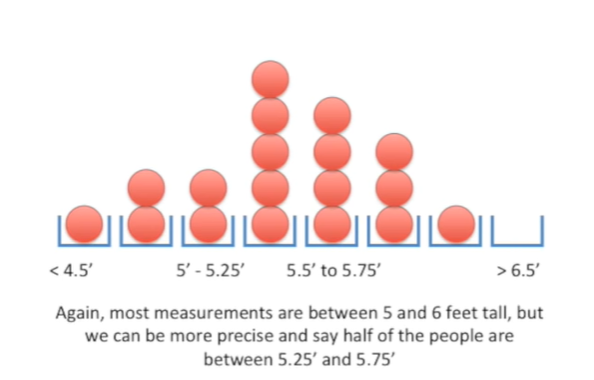 < 4.5′ 5′ - 5.25′ 5.5′ to 5.75′ > 6.5′
Again, most measurements are between 5 and 6 feet tall, but
we can be more precise and say half of the people are
between 5.25′ and 5.75′